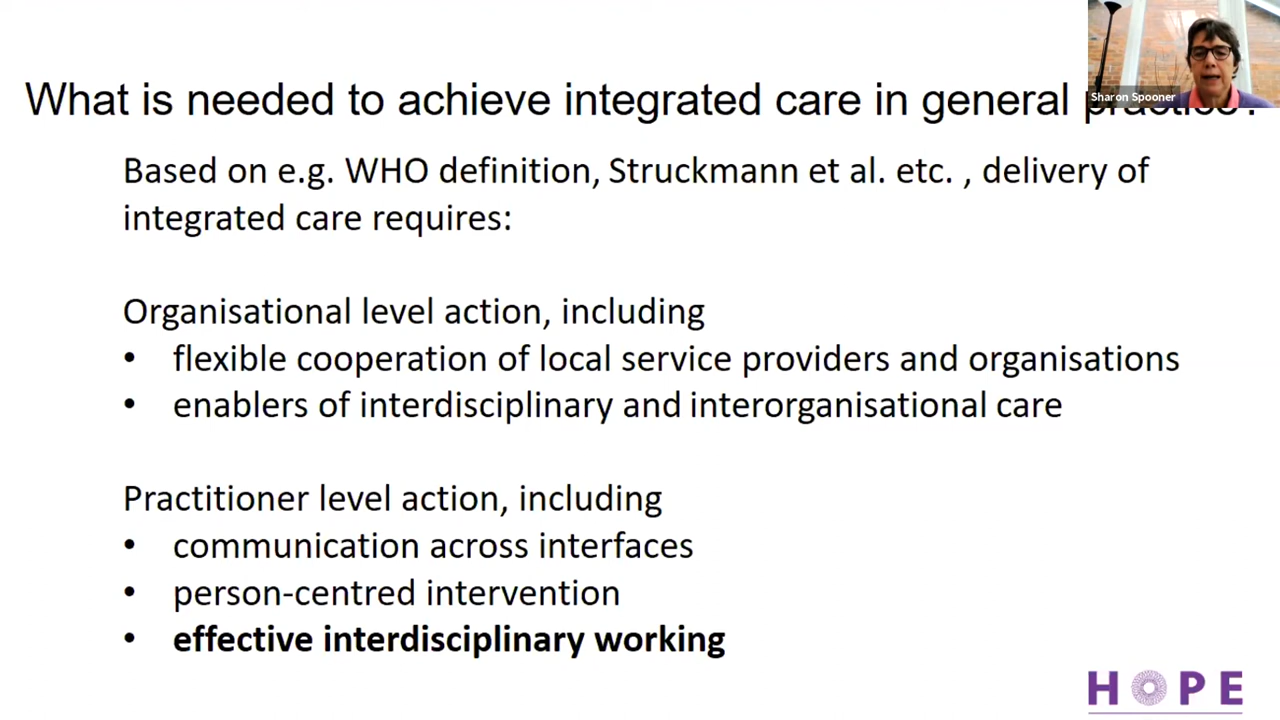 What is needed to achieve integrated care in general practice?
Sharon Spooner
Based on e.g. WHO definition, Struckmann et al. etc. , delivery of
integrated care requires:
Organisational level action, including
• flexible cooperation of local service providers and organisations
• enablers of interdisciplinary and interorganisational care
Practitioner level action, including
• communication across interfaces
• person-centred intervention
• effective interdisciplinary working
HOPE